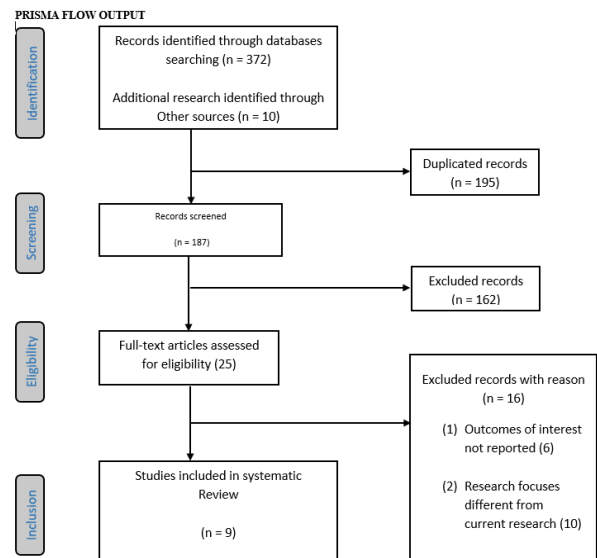 PRISMA FLOW OUTPUT
Identification
Records identified through databases
searching (n = 372)
Additional research identified through
Other sources (n = 10)
Duplicated records
(n = 195)
Screening
Records screened
(n = 187)
Excluded records
(n = 162)
Eligibility
Full-text articles assessed
for eligibility (25)
Excluded records with reason
(n = 16)
(1) Outcomes of interest
not reported (6)
(2) Research focuses
different from
current research (10)
Inclusion
Studies included in systematic
Review
(n = 9)